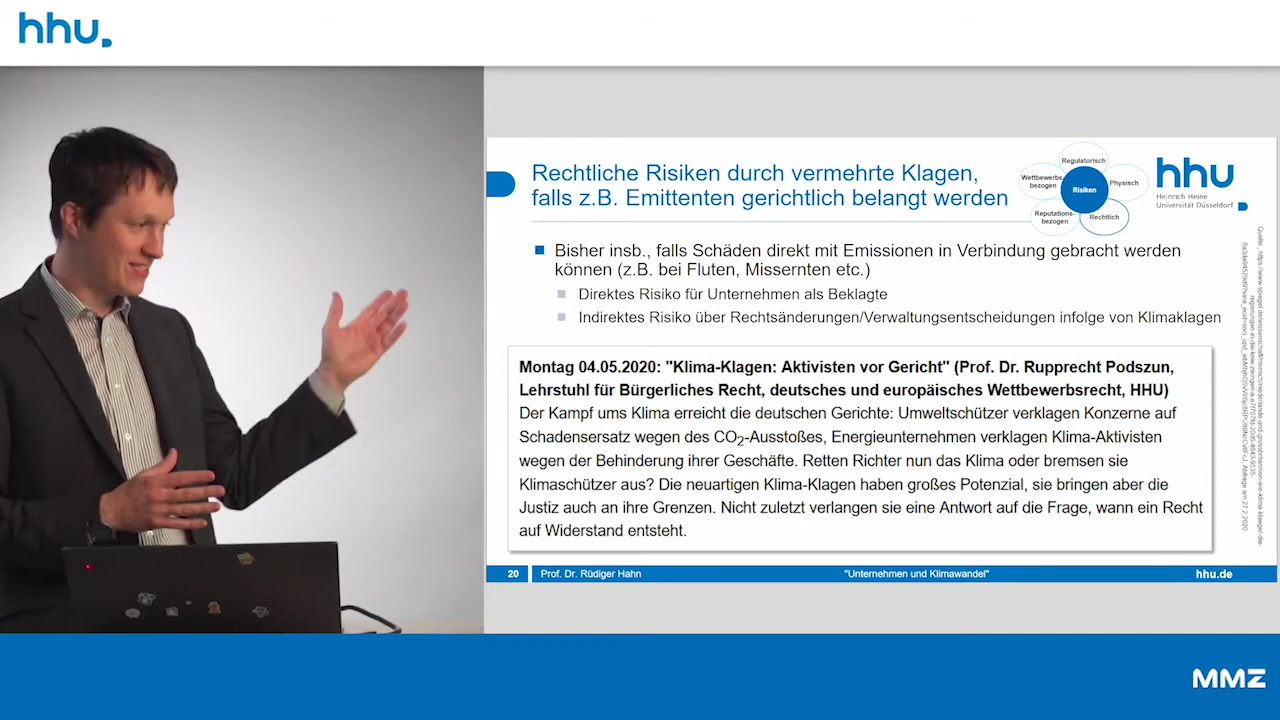 hhu.
Rechtliche Risiken durch vermehrte Klagen,
falls z.B. Emittenten gerichtlich belangt werden
Regulatorisch
Wettbewerbs-
bezogen
Risiken
Physisch
Reputations-
bezogen
Rechtlich
hhu
Heinrich Heine
Universität Düsseldorf
Bisher insb., falls Schäden direkt mit Emissionen in Verbindung gebracht werden
können (z.B. bei Fluten, Missernten etc.)
Direktes Risiko für Unternehmen als Beklagte
Indirektes Risiko über Rechtsänderungen/Verwaltungsentscheidungen infolge von Klimaklagen
Montag 04.05.2020: "Klima-Klagen: Aktivisten vor Gericht" (Prof. Dr. Rupprecht Podszun,
Lehrstuhl für Bürgerliches Recht, deutsches und europäisches Wettbewerbsrecht, HHU)
Der Kampf ums Klima erreicht die deutschen Gerichte: Umweltschützer verklagen Konzerne auf
Schadensersatz wegen des CO₂-Ausstoßes, Energieunternehmen verklagen Klima-Aktivisten
wegen der Behinderung ihrer Geschäfte. Retten Richter nun das Klima oder bremsen sie
Klimaschützer aus? Die neuartigen Klima-Klagen haben großes Potenzial, sie bringen aber die
Justiz auch an ihre Grenzen. Nicht zuletzt verlangen sie eine Antwort auf die Frage, wann ein Recht
auf Widerstand entsteht.
20 Prof. Dr. Rüdiger Hahn "Unternehmen und Klimawandel" hhu.de
MMZ